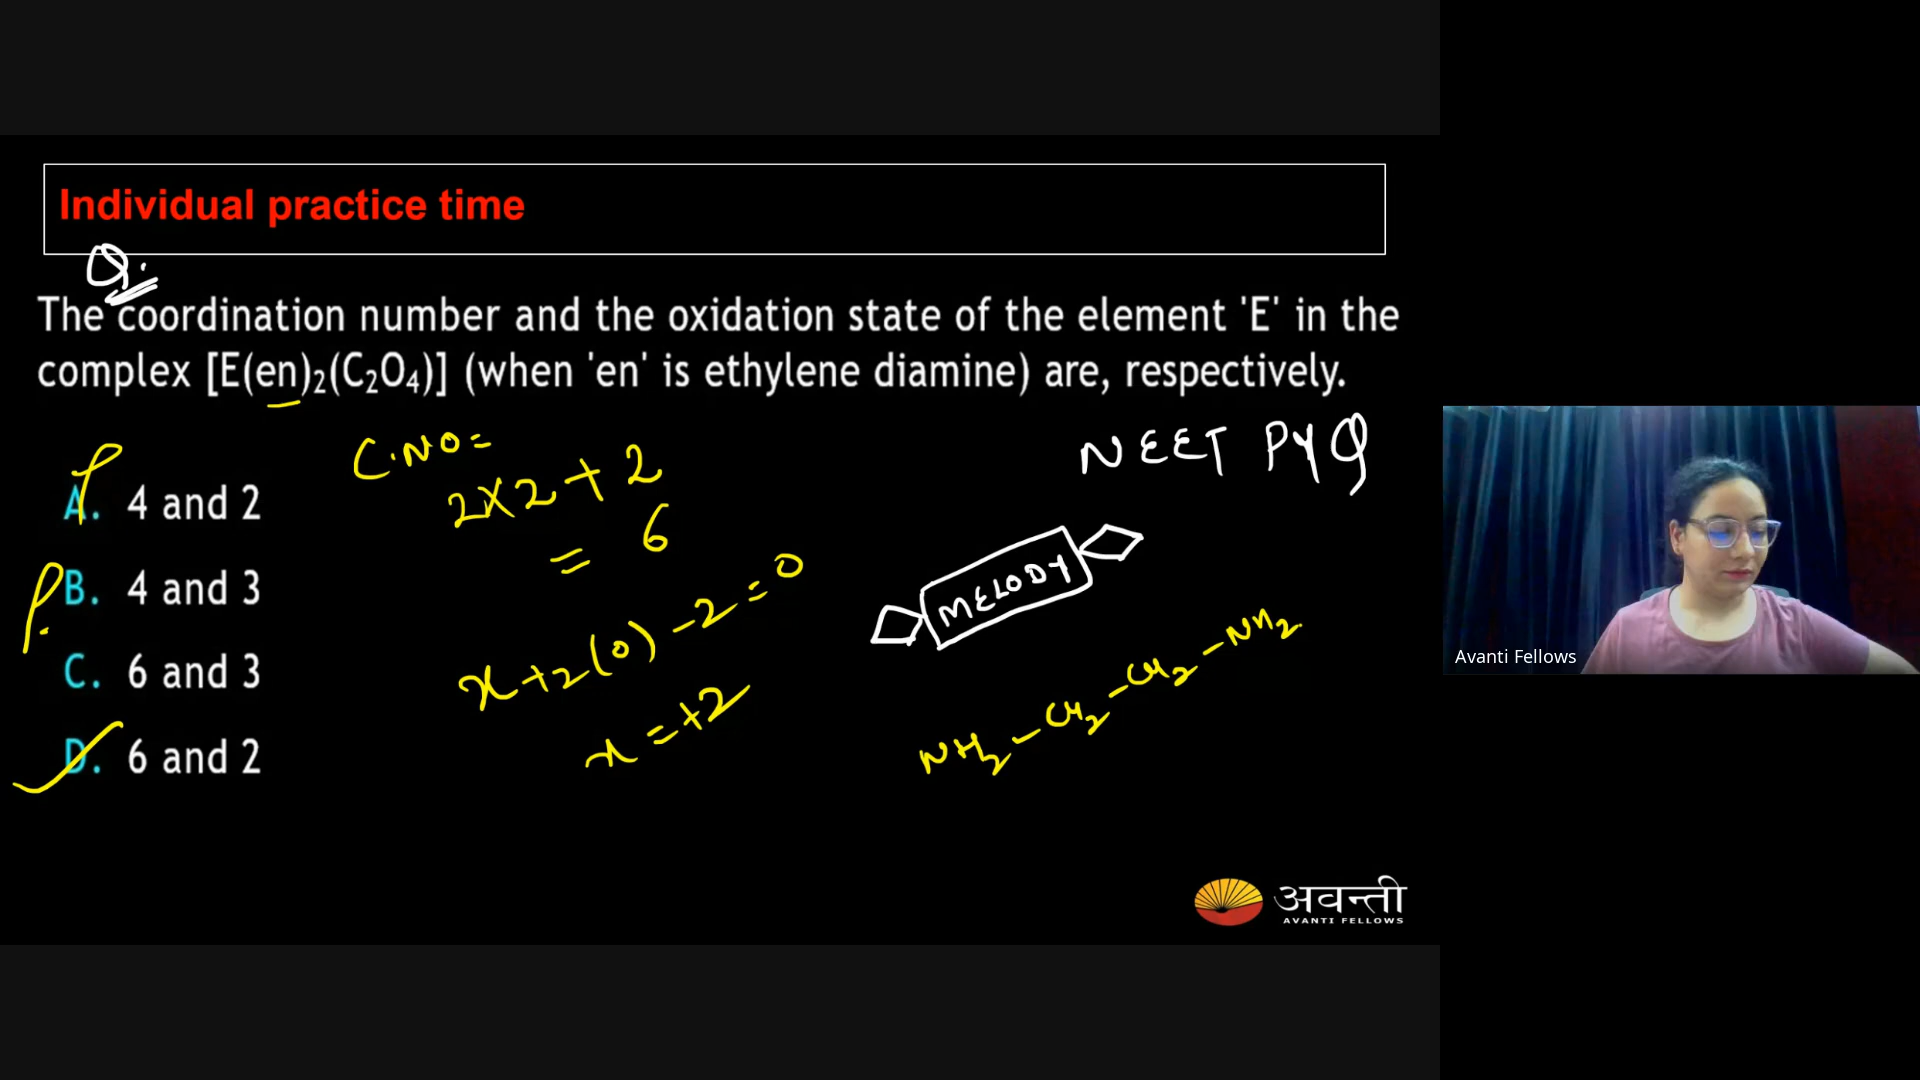 Individual practice time
Q.
The coordination number and the oxidation state of the element 'E' in the
complex [E(en)₂(C₂O₄)] (when 'en' is ethylene diamine) are, respectively.
NEET PYQ
A. 4 and 2
B. 4 and 3
C. 6 and 3
D. 6 and 2
C.NO=
2x2+2
= 6
x+2(0)-2=0
x=+2
MELODY
NH₂-CH₂-CH₂-NH₂
Avanti Fellows
अवन्ती
AVANTI FELLOWS